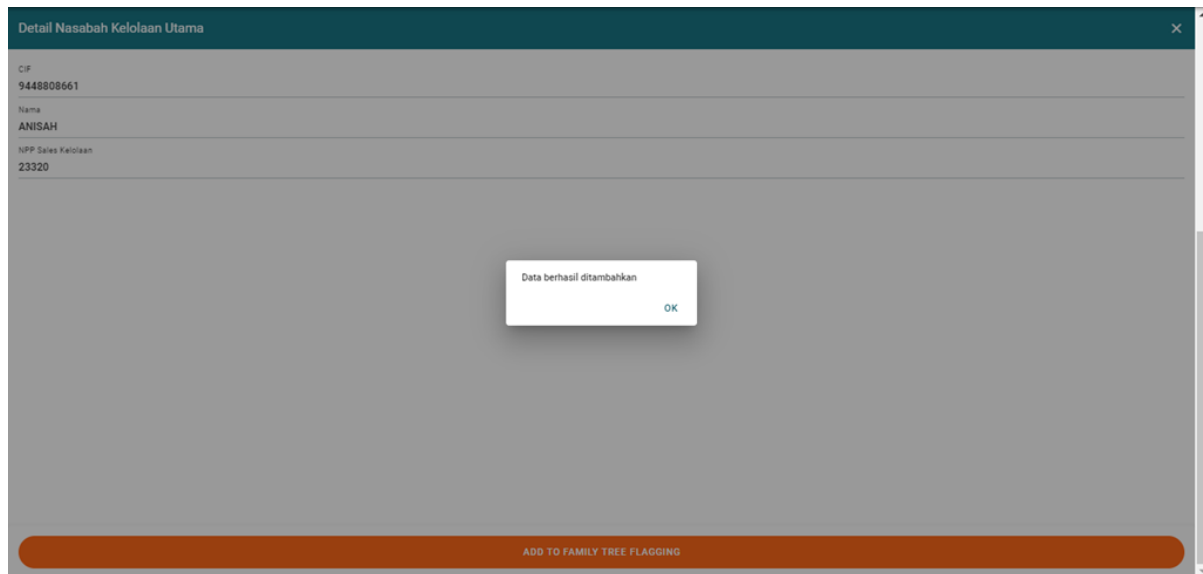 Detail Nasabah Kelolaan Utama
CIF
9448808661
Nama
ANISAH
NPP Sales Kelolaan
23320
Data berhasil ditambahkan
OK
ADD TO FAMILY TREE FLAGGING